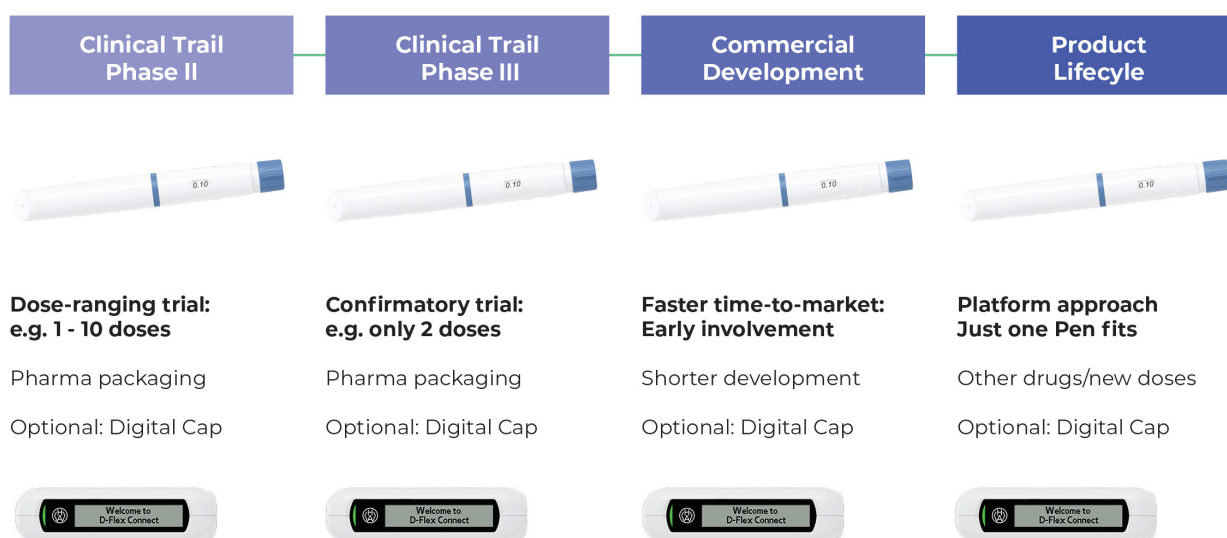 Clinical Trail
Phase II
Clinical Trail
Phase III
Commercial
Development
Product
Lifecyle
0.10
0.10
0.10
0.10
Dose-ranging trial:
e.g. 1 - 10 doses
Confirmatory trial:
e.g. only 2 doses
Faster time-to-market:
Early involvement
Platform approach
Just one Pen fits
Pharma packaging
Pharma packaging
Shorter development
Other drugs/new doses
Optional: Digital Cap
Optional: Digital Cap
Optional: Digital Cap
Optional: Digital Cap
Welcome to
D-Flex Connect
Welcome to
D-Flex Connect
Welcome to
D-Flex Connect
Welcome to
D-Flex Connect